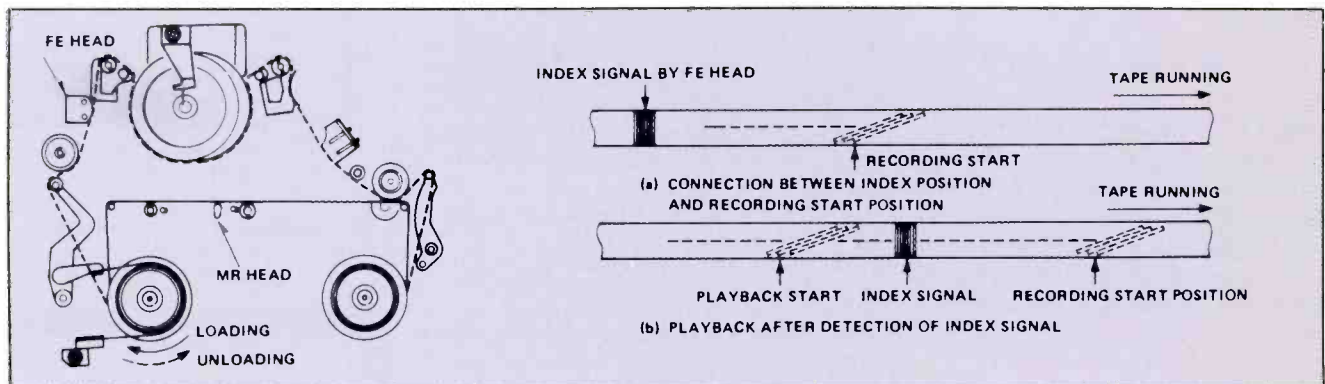 FE HEAD
MR HEAD
LOADING
UNLOADING
INDEX SIGNAL BY FE HEAD
TAPE RUNNING
RECORDING START
(a) CONNECTION BETWEEN INDEX POSITION
AND RECORDING START POSITION
TAPE RUNNING
PLAYBACK START
INDEX SIGNAL
RECORDING START POSITION
(b) PLAYBACK AFTER DETECTION OF INDEX SIGNAL